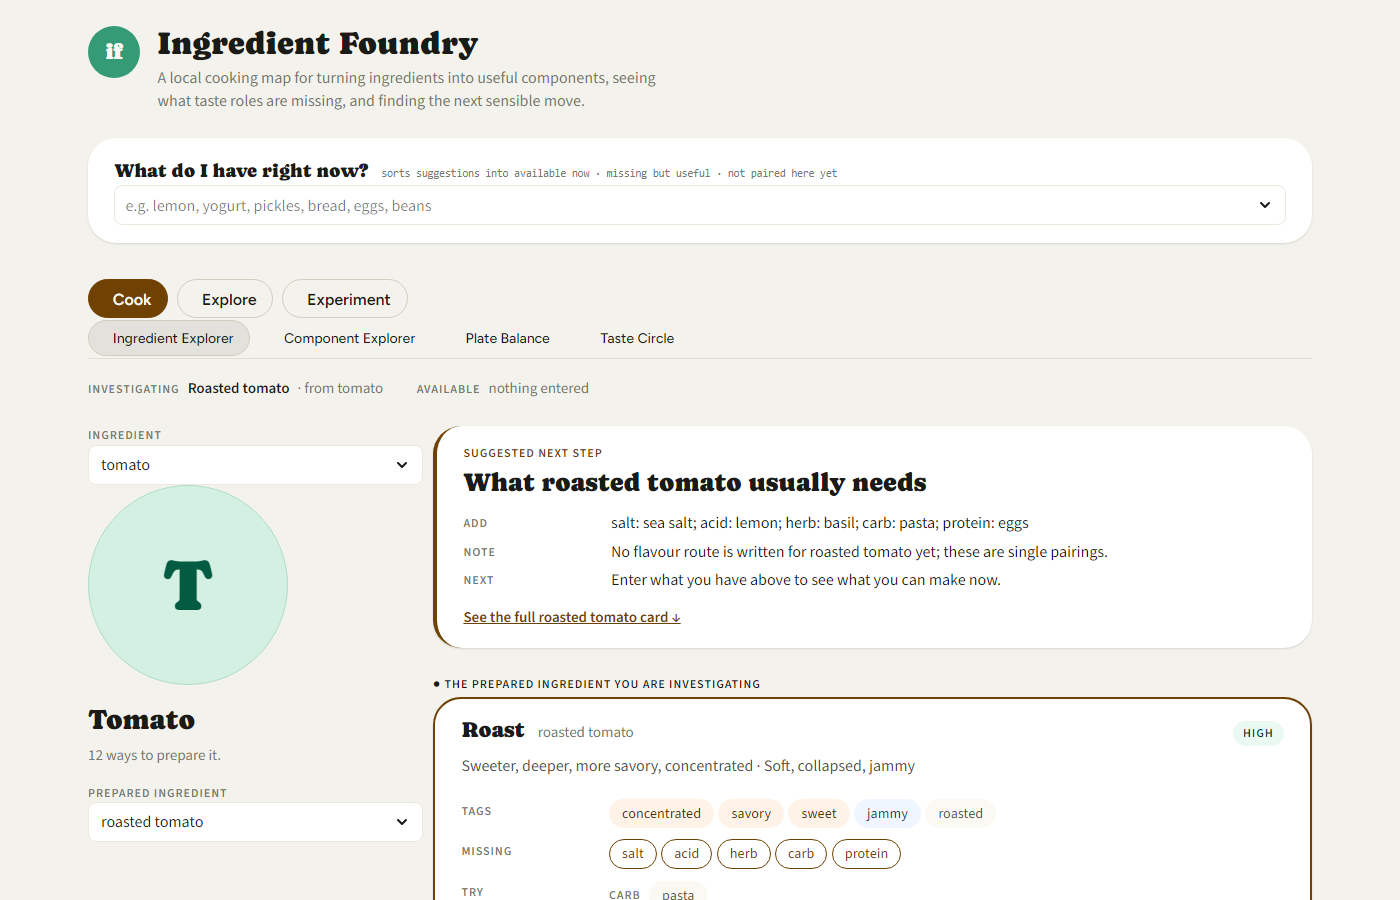 if
Ingredient Foundry
A local cooking map for turning ingredients into useful components, seeing
what taste roles are missing, and finding the next sensible move.
What do I have right now? sorts suggestions into available now · missing but useful · not paired here yet
e.g. lemon, yogurt, pickles, bread, eggs, beans
Cook Explore Experiment
Ingredient Explorer Component Explorer Plate Balance Taste Circle
INVESTIGATING Roasted tomato · from tomato AVAILABLE nothing entered
INGREDIENT
tomato
T
Tomato
12 ways to prepare it.
PREPARED INGREDIENT
roasted tomato
SUGGESTED NEXT STEP
What roasted tomato usually needs
ADD salt: sea salt; acid: lemon; herb: basil; carb: pasta; protein: eggs
NOTE No flavour route is written for roasted tomato yet; these are single pairings.
NEXT Enter what you have above to see what you can make now.
See the full roasted tomato card ↓
• THE PREPARED INGREDIENT YOU ARE INVESTIGATING
Roast roasted tomato HIGH
Sweeter, deeper, more savory, concentrated · Soft, collapsed, jammy
TAGS concentrated savory sweet jammy roasted
MISSING salt acid herb carb protein
TRY CARB pasta